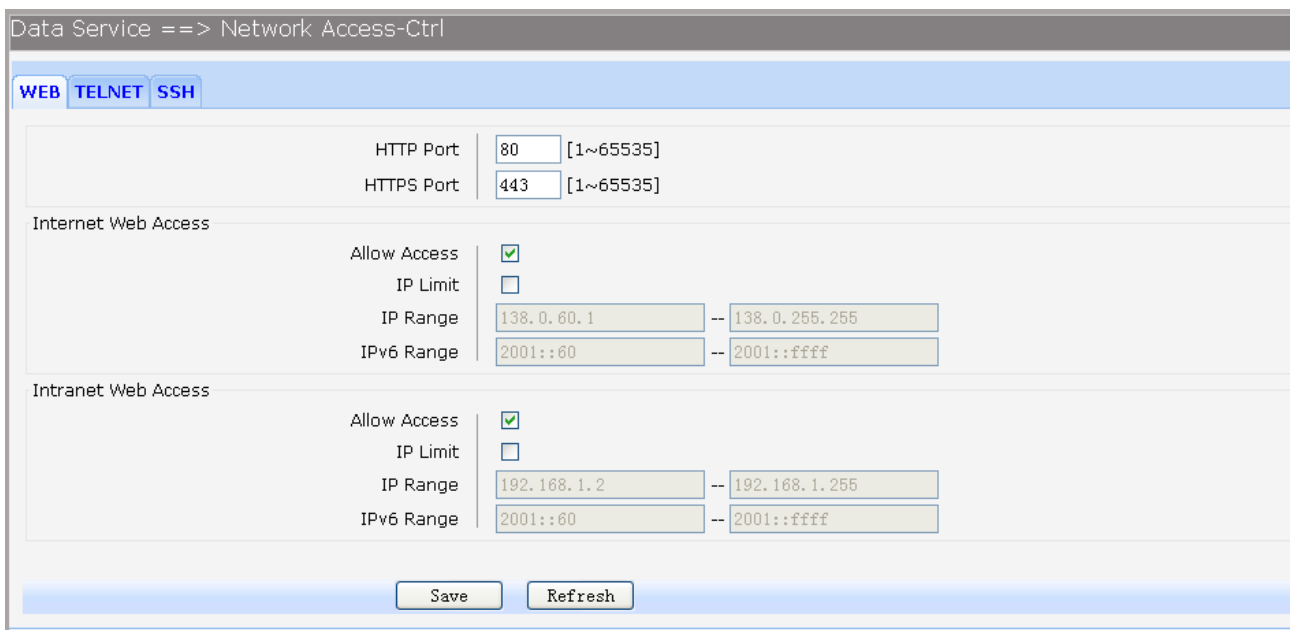 Data Service ==> Network Access-Ctrl
WEB TELNET SSH
HTTP Port 80 [1~65535]
HTTPS Port 443 [1~65535]
Internet Web Access
Allow Access
IP Limit
IP Range 138.0.60.1 -- 138.0.255.255
IPv6 Range 2001::60 -- 2001::ffff
Intranet Web Access
Allow Access
IP Limit
IP Range 192.168.1.2 -- 192.168.1.255
IPv6 Range 2001::60 -- 2001::ffff
Save Refresh